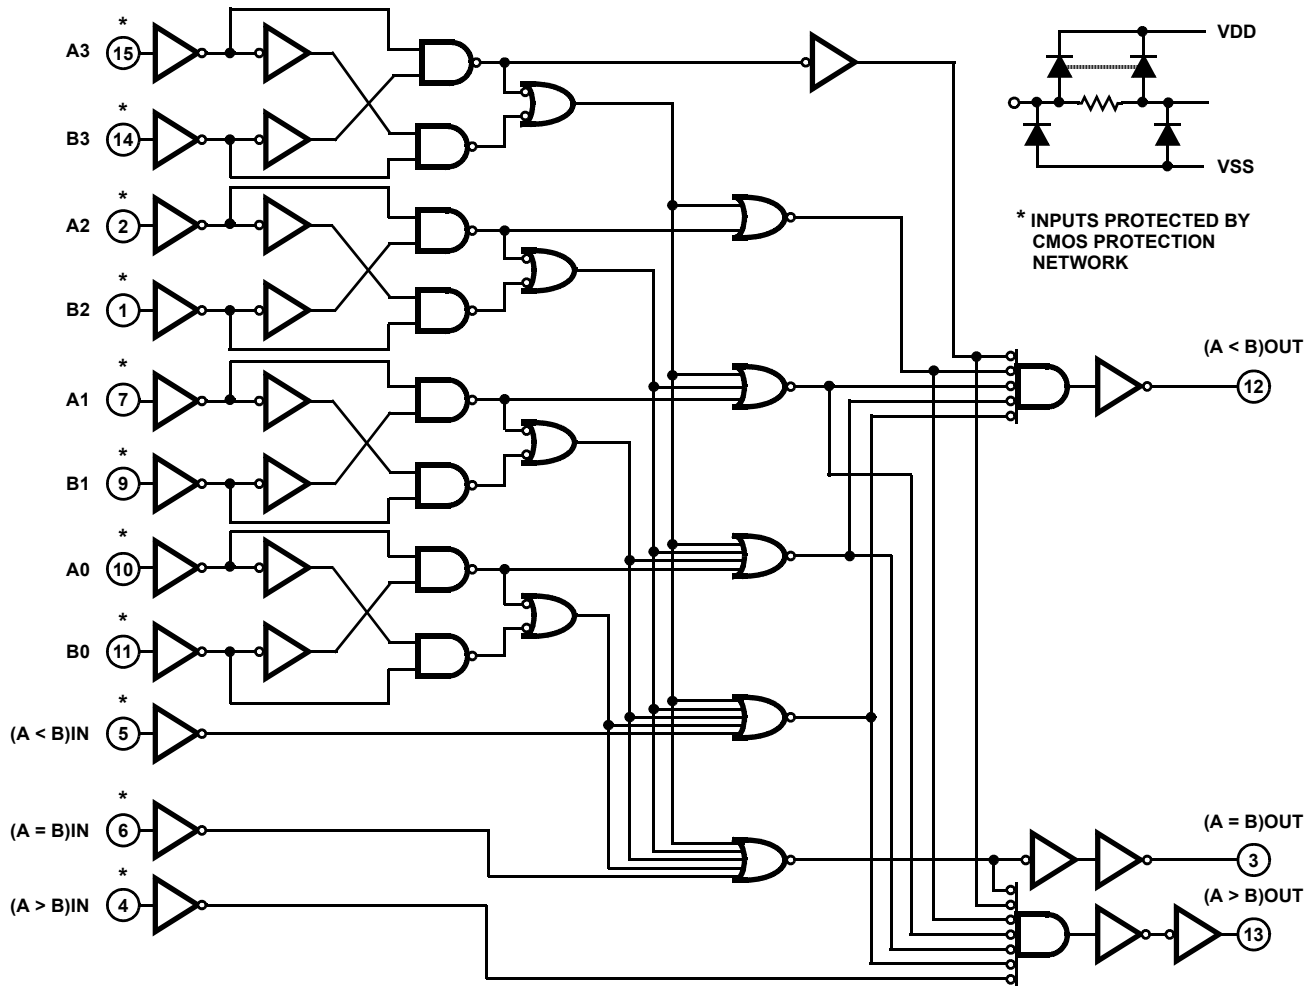 *
A3 15
*
B3 14
*
A2 2
*
B2 1
*
A1 7
*
B1 9
*
A0 10
*
B0 11
*
(A < B)IN 5
*
(A = B)IN 6
*
(A > B)IN 4
VDD
VSS
* INPUTS PROTECTED BY
CMOS PROTECTION
NETWORK
(A < B)OUT
12
(A = B)OUT
3
(A > B)OUT
13